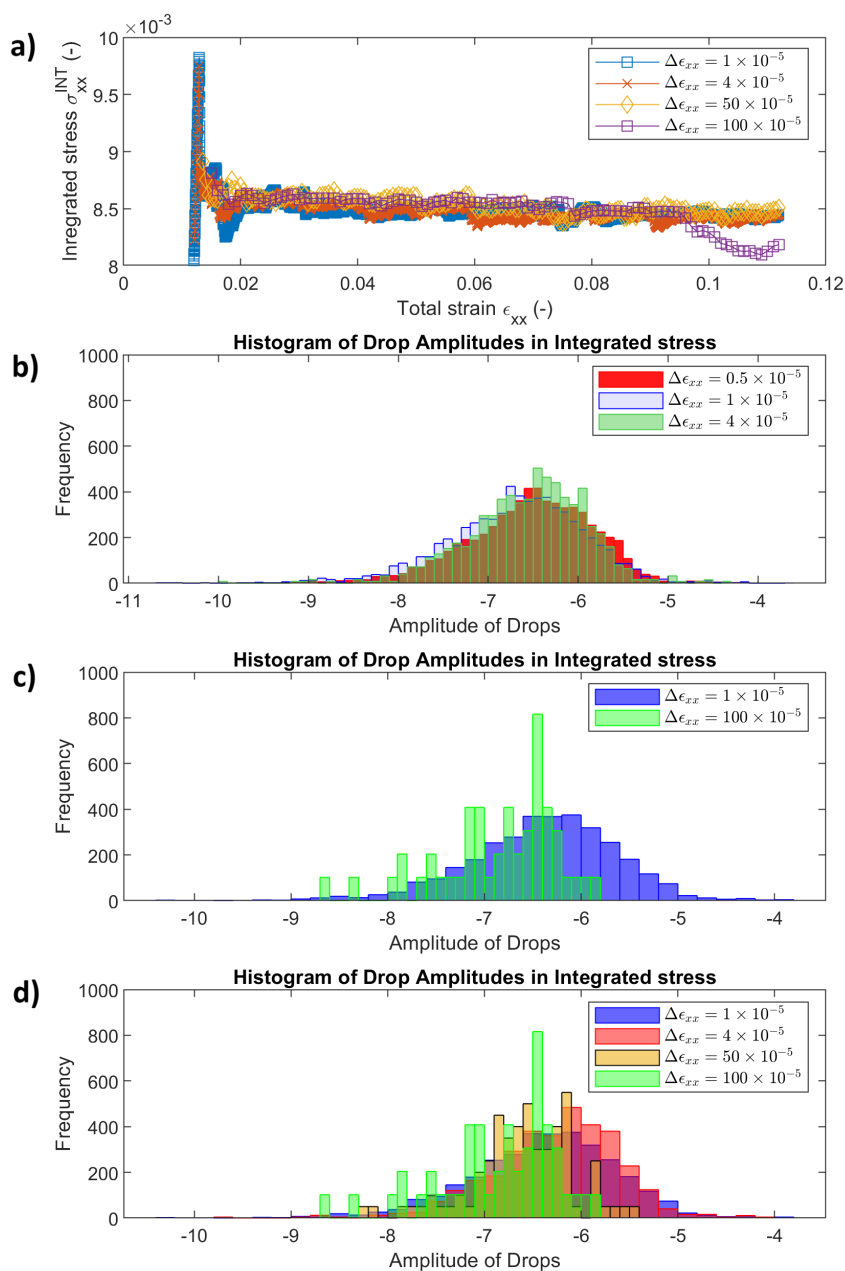 a)
×10⁻³
10
9.5
9
8.5
8
Inregrated stress σ_xx^INT (-)
Δϵ_xx = 1 × 10⁻⁵
Δϵ_xx = 4 × 10⁻⁵
Δϵ_xx = 50 × 10⁻⁵
Δϵ_xx = 100 × 10⁻⁵
0 0.02 0.04 0.06 0.08 0.1 0.12
Total strain ϵ_xx (-)
b)
Histogram of Drop Amplitudes in Integrated stress
1000
800
600
400
200
0
Frequency
Δϵ_xx = 0.5 × 10⁻⁵
Δϵ_xx = 1 × 10⁻⁵
Δϵ_xx = 4 × 10⁻⁵
-11 -10 -9 -8 -7 -6 -5 -4
Amplitude of Drops
c)
Histogram of Drop Amplitudes in Integrated stress
1000
800
600
400
200
0
Frequency
Δϵ_xx = 1 × 10⁻⁵
Δϵ_xx = 100 × 10⁻⁵
-10 -9 -8 -7 -6 -5 -4
Amplitude of Drops
d)
Histogram of Drop Amplitudes in Integrated stress
1000
800
600
400
200
0
Frequency
Δϵ_xx = 1 × 10⁻⁵
Δϵ_xx = 4 × 10⁻⁵
Δϵ_xx = 50 × 10⁻⁵
Δϵ_xx = 100 × 10⁻⁵
-10 -9 -8 -7 -6 -5 -4
Amplitude of Drops